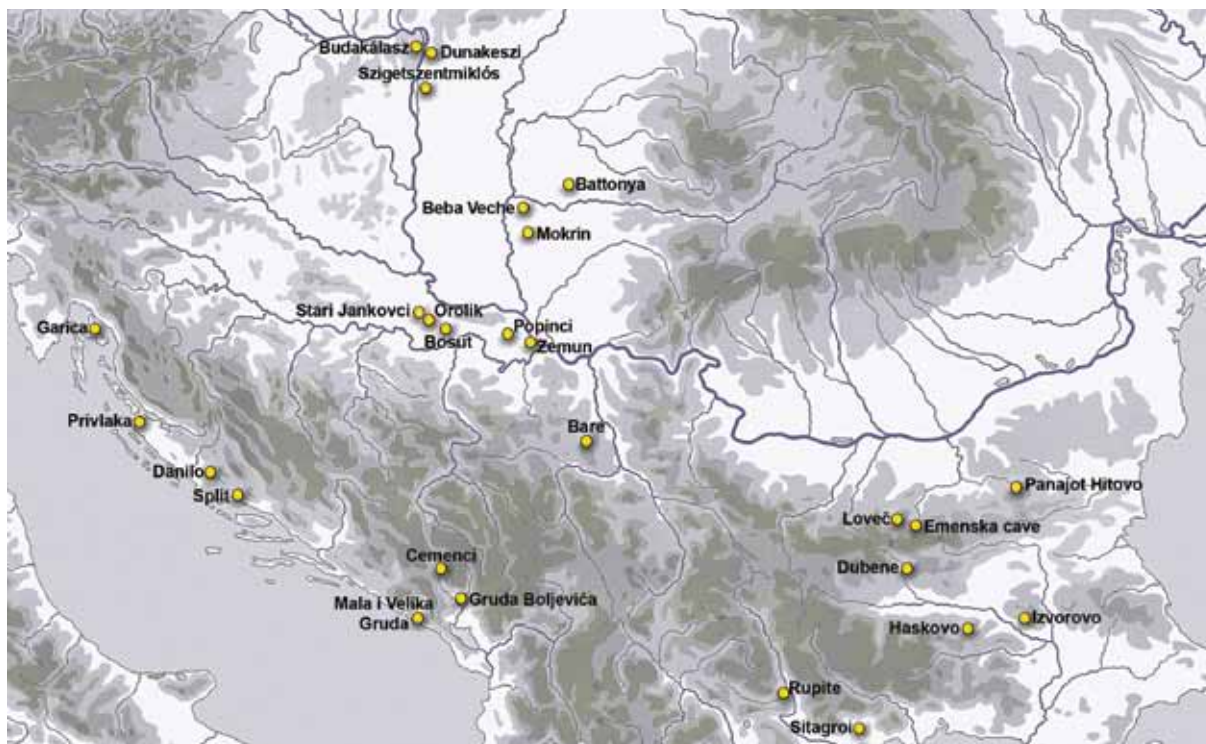 Budakálasz
Dunakeszi
Szigetszentmiklós
Battonya
Beba Veche
Mokrin
Stari Jankovci
Orolik
Garica
Bosut
Popinci
Zemun
Privlaka
Bare
Danilo
Split
Panajot Hitovo
Loveč
Emenska cave
Cemenci
Dubene
Mala i Velika
Gruda
Gruda Boljevića
Izvorovo
Haskovo
Rupite
Sitagroi